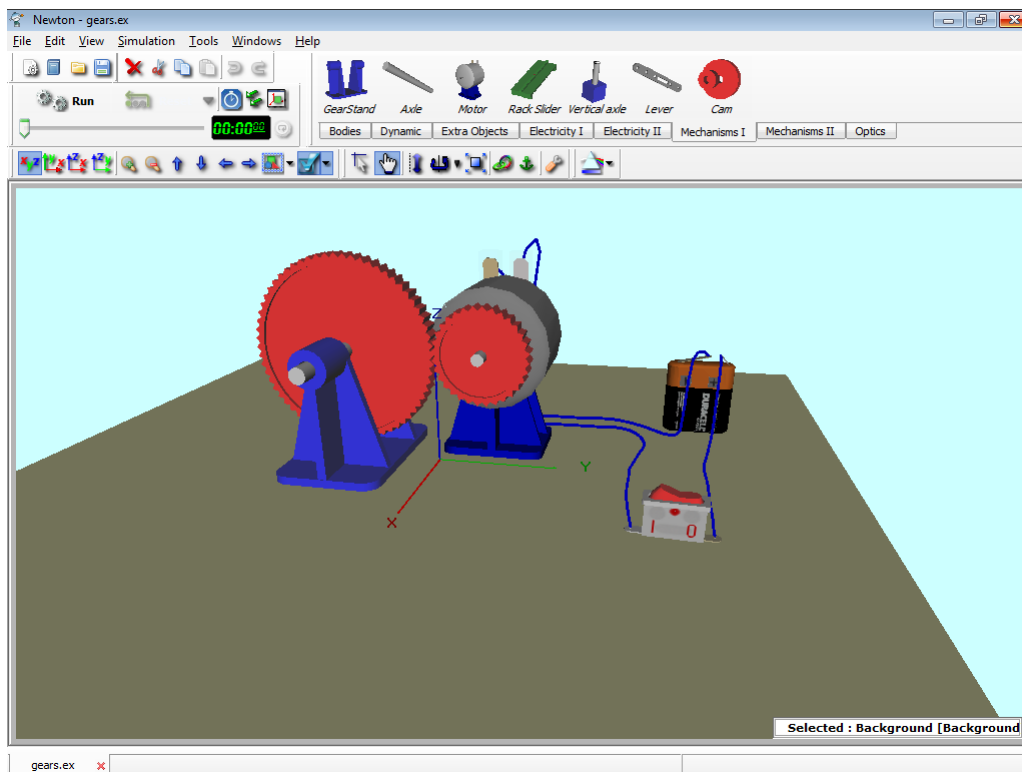 Newton - gears.ex
File Edit View Simulation Tools Windows Help
Run
00:00:00
GearStand Axle Motor Rack Slider Vertical axle Lever Cam
Bodies Dynamic Extra Objects Electricity I Electricity II Mechanisms I Mechanisms II Optics
Z
Y
X
DURACELL
I 0
Selected : Background [Background
gears.ex